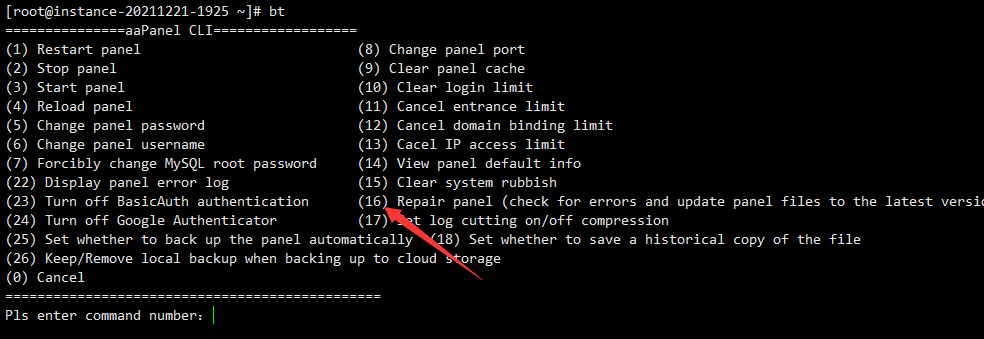 [root@instance-20211221-1925 ~]# bt
===============aaPanel CLI==================
(1) Restart panel (8) Change panel port
(2) Stop panel (9) Clear panel cache
(3) Start panel (10) Clear login limit
(4) Reload panel (11) Cancel entrance limit
(5) Change panel password (12) Cancel domain binding limit
(6) Change panel username (13) Cacel IP access limit
(7) Forcibly change MySQL root password (14) View panel default info
(22) Display panel error log (15) Clear system rubbish
(23) Turn off BasicAuth authentication (16) Repair panel (check for errors and update panel files to the latest versio
(24) Turn off Google Authenticator (17) log cutting on/off compression
(25) Set whether to back up the panel automatically (18) Set whether to save a historical copy of the file
(26) Keep/Remove local backup when backing up to cloud storage
(0) Cancel
===============================================
Pls enter command number: